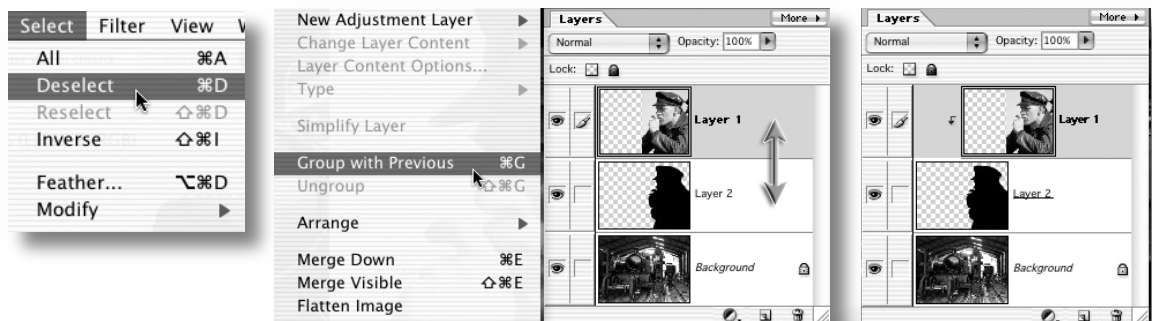 Select Filter View
All ⌘A
Deselect ⌘D
Reselect ⇧⌘D
Inverse ⇧⌘I
Feather... ⌥⌘D
Modify
New Adjustment Layer
Change Layer Content
Layer Content Options...
Type
Simplify Layer
Group with Previous ⌘G
Ungroup ⇧⌘G
Arrange
Merge Down ⌘E
Merge Visible ⇧⌘E
Flatten Image
Layers More
Normal Opacity: 100%
Lock:
Layer 1
Layer 2
Background
Layers More
Normal Opacity: 100%
Lock:
Layer 1
Layer 2
Background